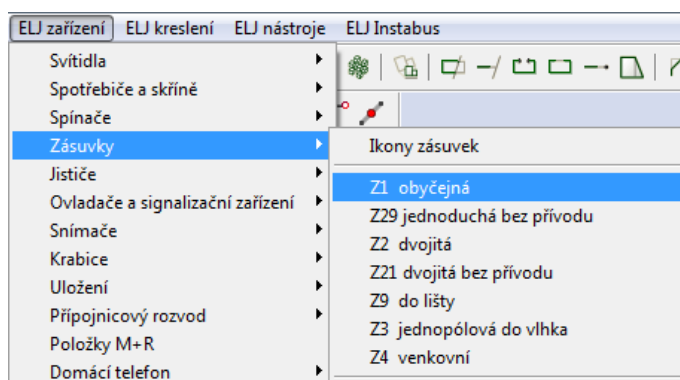 ELJ zařízení ELJ kreslení ELJ nástroje ELJ Instabus
Svítidla
Spotřebiče a skříně
Spínače
Zásuvky
Jističe
Ovladače a signalizační zařízení
Snímače
Krabice
Uložení
Přípojnicový rozvod
Položky M+R
Domácí telefon
Ikony zásuvek
Z1 obyčejná
Z29 jednoduchá bez přívodu
Z2 dvojitá
Z21 dvojitá bez přívodu
Z9 do lišty
Z3 jednopólová do vlhka
Z4 venkovní